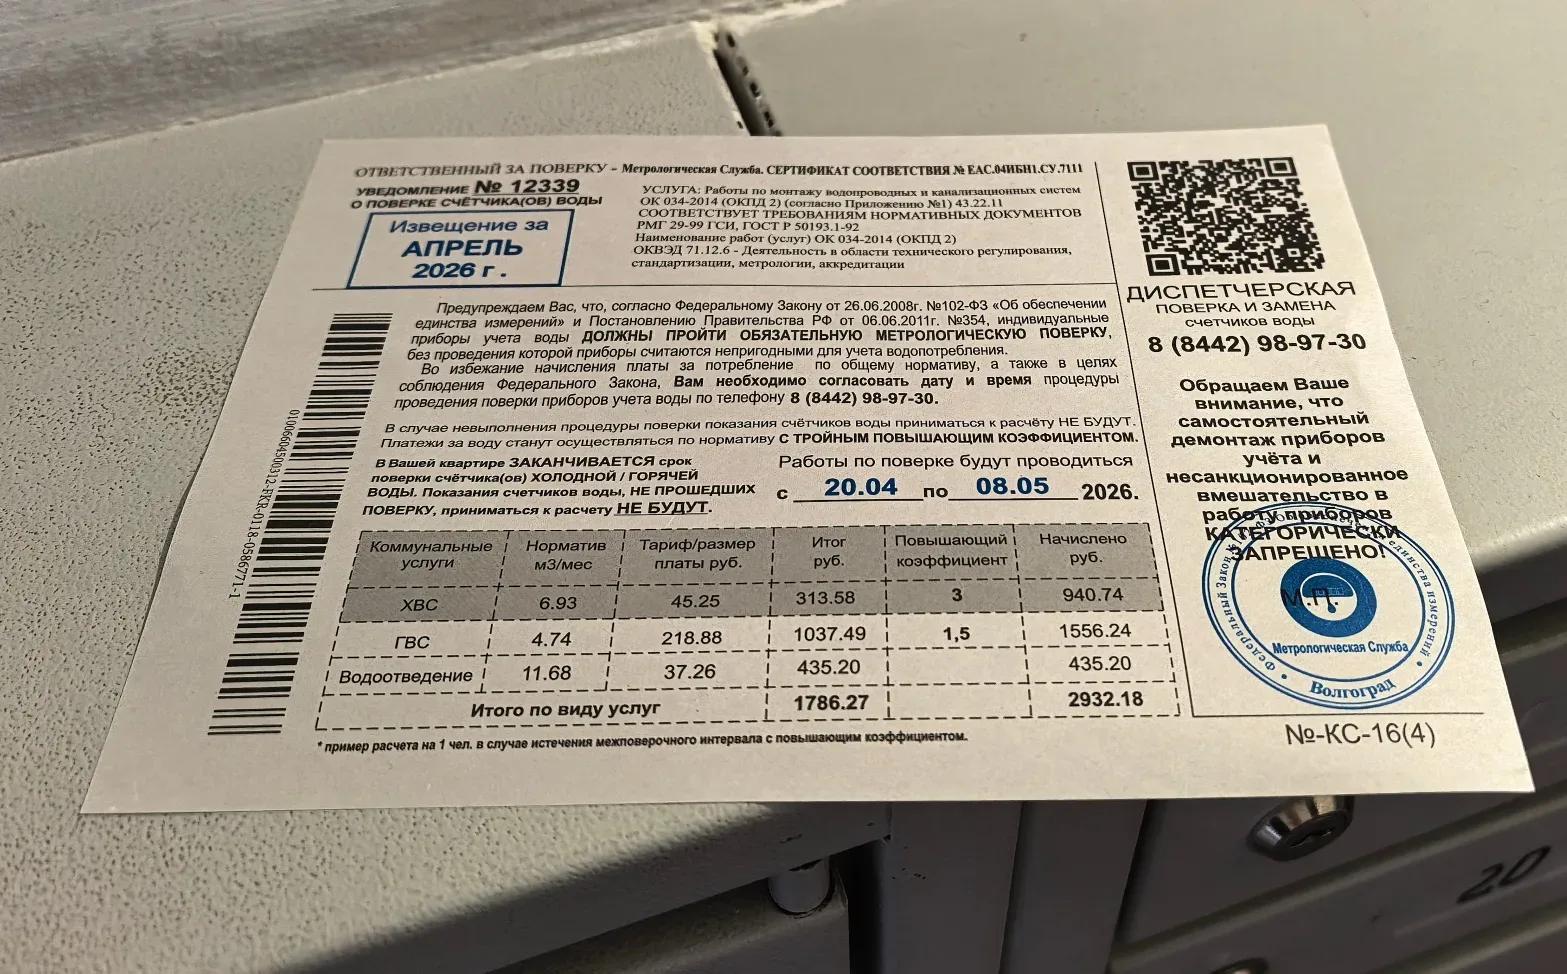 ОТВЕТСТВЕННЫЙ ЗА ПОВЕРКУ - Метрологическая Служба. СЕРТИФИКАТ СООТВЕТСТВИЯ № ЕАС.04ИБН1.СУ.7111
УВЕДОМЛЕНИЕ № 12339
О ПОВЕРКЕ СЧЁТЧИКА(ОВ) ВОДЫ
Извещение за
АПРЕЛЬ
2026 г.
УСЛУГА: Работы по монтажу водопроводных и канализационных систем
ОК 034-2014 (ОКПД 2) (согласно Приложению №1) 43.22.11
СООТВЕТСТВУЕТ ТРЕБОВАНИЯМ НОРМАТИВНЫХ ДОКУМЕНТОВ
РМГ 29-99 ГСИ, ГОСТ Р 50193.1-92
Наименование работ (услуг) ОК 034-2014 (ОКПД 2)
ОКВЭД 71.12.6 - Деятельность в области технического регулирования,
стандартизации, метрологии, аккредитации
Предупреждаем Вас, что, согласно Федеральному Закону от 26.06.2008г. №102-ФЗ «Об обеспечении
единства измерений» и Постановлению Правительства РФ от 06.06.2011г. №354, индивидуальные
приборы учета воды ДОЛЖНЫ ПРОЙТИ ОБЯЗАТЕЛЬНУЮ МЕТРОЛОГИЧЕСКУЮ ПОВЕРКУ,
без проведения которой приборы считаются непригодными для учета водопотребления.
Во избежание начисления платы за потребление по общему нормативу, а также в целях
соблюдения Федерального Закона, Вам необходимо согласовать дату и время процедуры
проведения поверки приборов учета воды по телефону 8 (8442) 98-97-30.
В случае невыполнения процедуры поверки показания счётчиков воды приниматься к расчёту НЕ БУДУТ.
Платежи за воду станут осуществляться по нормативу С ТРОЙНЫМ ПОВЫШАЮЩИМ КОЭФФИЦИЕНТОМ.
В Вашей квартире ЗАКАНЧИВАЕТСЯ срок
поверки счётчика(ов) ХОЛОДНОЙ / ГОРЯЧЕЙ
ВОДЫ. Показания счетчиков воды, НЕ ПРОШЕДШИХ
ПОВЕРКУ, приниматься к расчету НЕ БУДУТ.
Работы по поверке будут проводиться
с 20.04 по 08.05 2026.
Коммунальные услуги Норматив м3/мес Тариф/размер платы руб. Итог руб. Повышающий коэффициент Начислено руб.
ХВС 6.93 45.25 313.58 3 940.74
ГВС 4.74 218.88 1037.49 1,5 1556.24
Водоотведение 11.68 37.26 435.20 435.20
Итого по виду услуг 1786.27 2932.18
* пример расчета на 1 чел. в случае истечения межповерочного интервала с повышающим коэффициентом.
01006604500312-FKR-0118-0586771-1
ДИСПЕТЧЕРСКАЯ
ПОВЕРКА И ЗАМЕНА
СЧЕТЧИКОВ ВОДЫ
8 (8442) 98-97-30
Обращаем Ваше
внимание, что
самостоятельный
демонтаж приборов
учёта и
несанкционированное
вмешательство в
работу приборов
КАТЕГОРИЧЕСКИ
ЗАПРЕЩЕНО!
М.П.
Метрологическая Служба
Волгоград
№-КС-16(4)
20